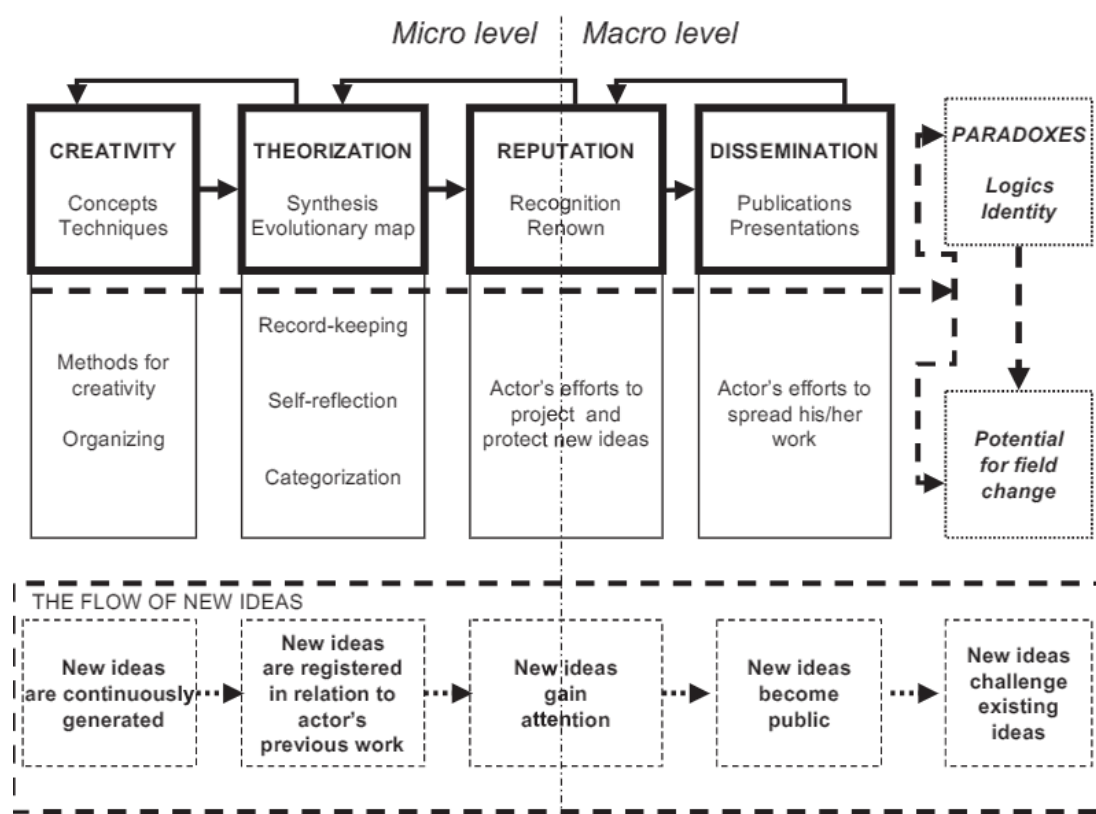 Micro level
Macro level
CREATIVITY
Concepts
Techniques
THEORIZATION
Synthesis
Evolutionary map
REPUTATION
Recognition
Renown
DISSEMINATION
Publications
Presentations
PARADOXES
Logics
Identity
Methods for
creativity
Organizing
Record-keeping
Self-reflection
Categorization
Actor's efforts to
project and
protect new ideas
Actor's efforts to
spread his/her
work
Potential
for field
change
THE FLOW OF NEW IDEAS
New ideas
are continuously
generated
New ideas
are registered
in relation to
actor's
previous work
New ideas
gain
attention
New ideas
become
public
New ideas
challenge
existing
ideas